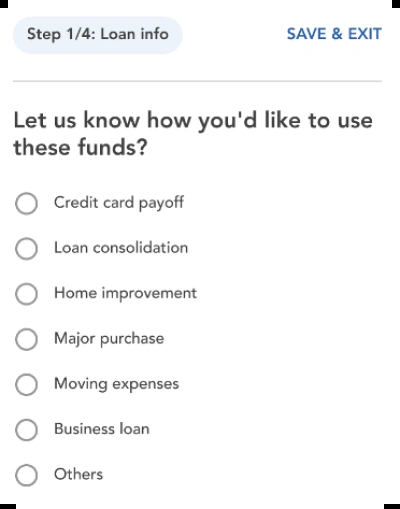 Step 1/4: Loan info
SAVE & EXIT
Let us know how you'd like to use
these funds?
Credit card payoff
Loan consolidation
Home improvement
Major purchase
Moving expenses
Business loan
Others